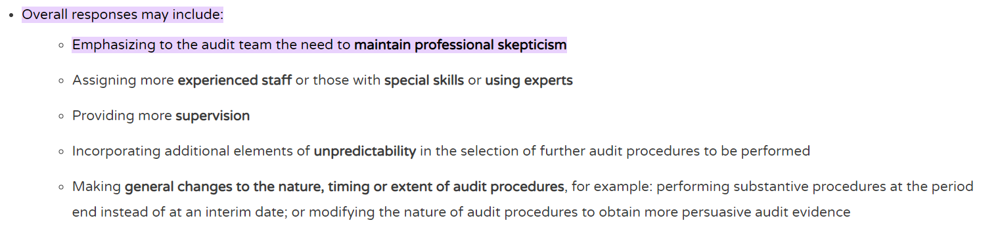 • Overall responses may include:
◦ Emphasizing to the audit team the need to maintain professional skepticism
◦ Assigning more experienced staff or those with special skills or using experts
◦ Providing more supervision
◦ Incorporating additional elements of unpredictability in the selection of further audit procedures to be performed
◦ Making general changes to the nature, timing or extent of audit procedures, for example: performing substantive procedures at the period
end instead of at an interim date; or modifying the nature of audit procedures to obtain more persuasive audit evidence